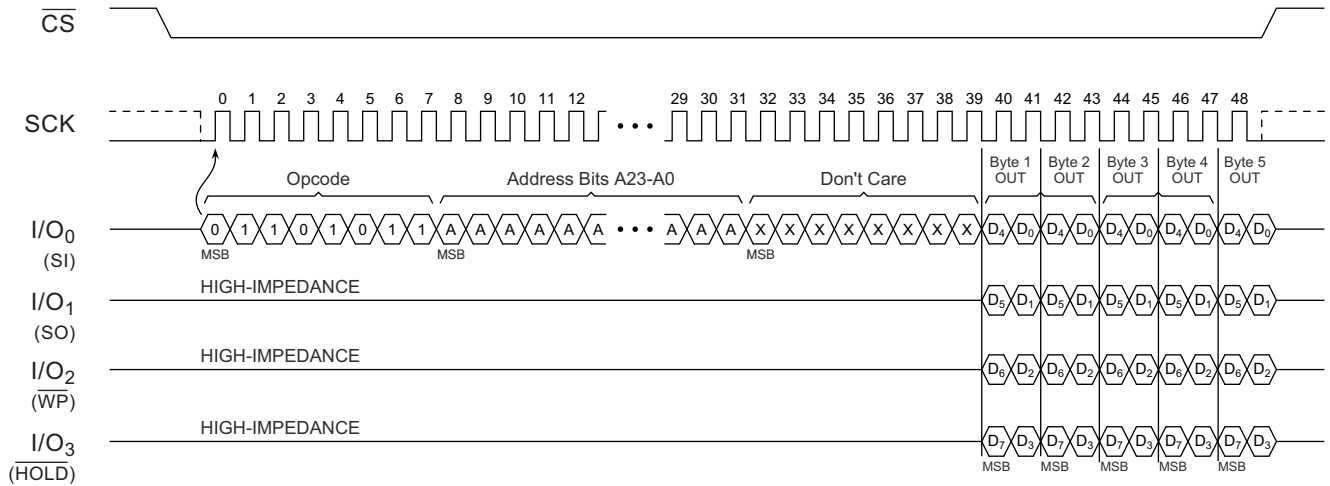 CS
0 1 2 3 4 5 6 7 8 9 10 11 12 29 30 31 32 33 34 35 36 37 38 39 40 41 42 43 44 45 46 47 48
SCK •••
Opcode Address Bits A23-A0 Don't Care Byte 1 OUT Byte 2 OUT Byte 3 OUT Byte 4 OUT Byte 5 OUT
I/O0 (SI) 0 1 1 0 1 0 1 1 A A A A A A ••• A A A X X X X X X X X D4 D0 D4 D0 D4 D0 D4 D0 D4 D0
MSB MSB MSB
HIGH-IMPEDANCE
I/O1 (SO) D5 D1 D5 D1 D5 D1 D5 D1 D5 D1
HIGH-IMPEDANCE
I/O2 (WP) D6 D2 D6 D2 D6 D2 D6 D2 D6 D2
HIGH-IMPEDANCE
I/O3 (HOLD) D7 D3 D7 D3 D7 D3 D7 D3 D7 D3
MSB MSB MSB MSB MSB